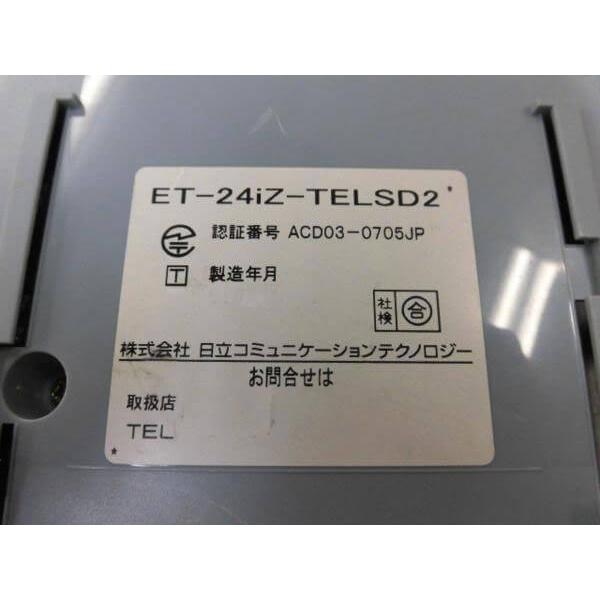 ET-24iZ-TELSD2
認証番号 ACD03-0705JP
T 製造年月
社検 合
株式会社 日立コミュニケーションテクノロジー
お問合せは
取扱店
TEL